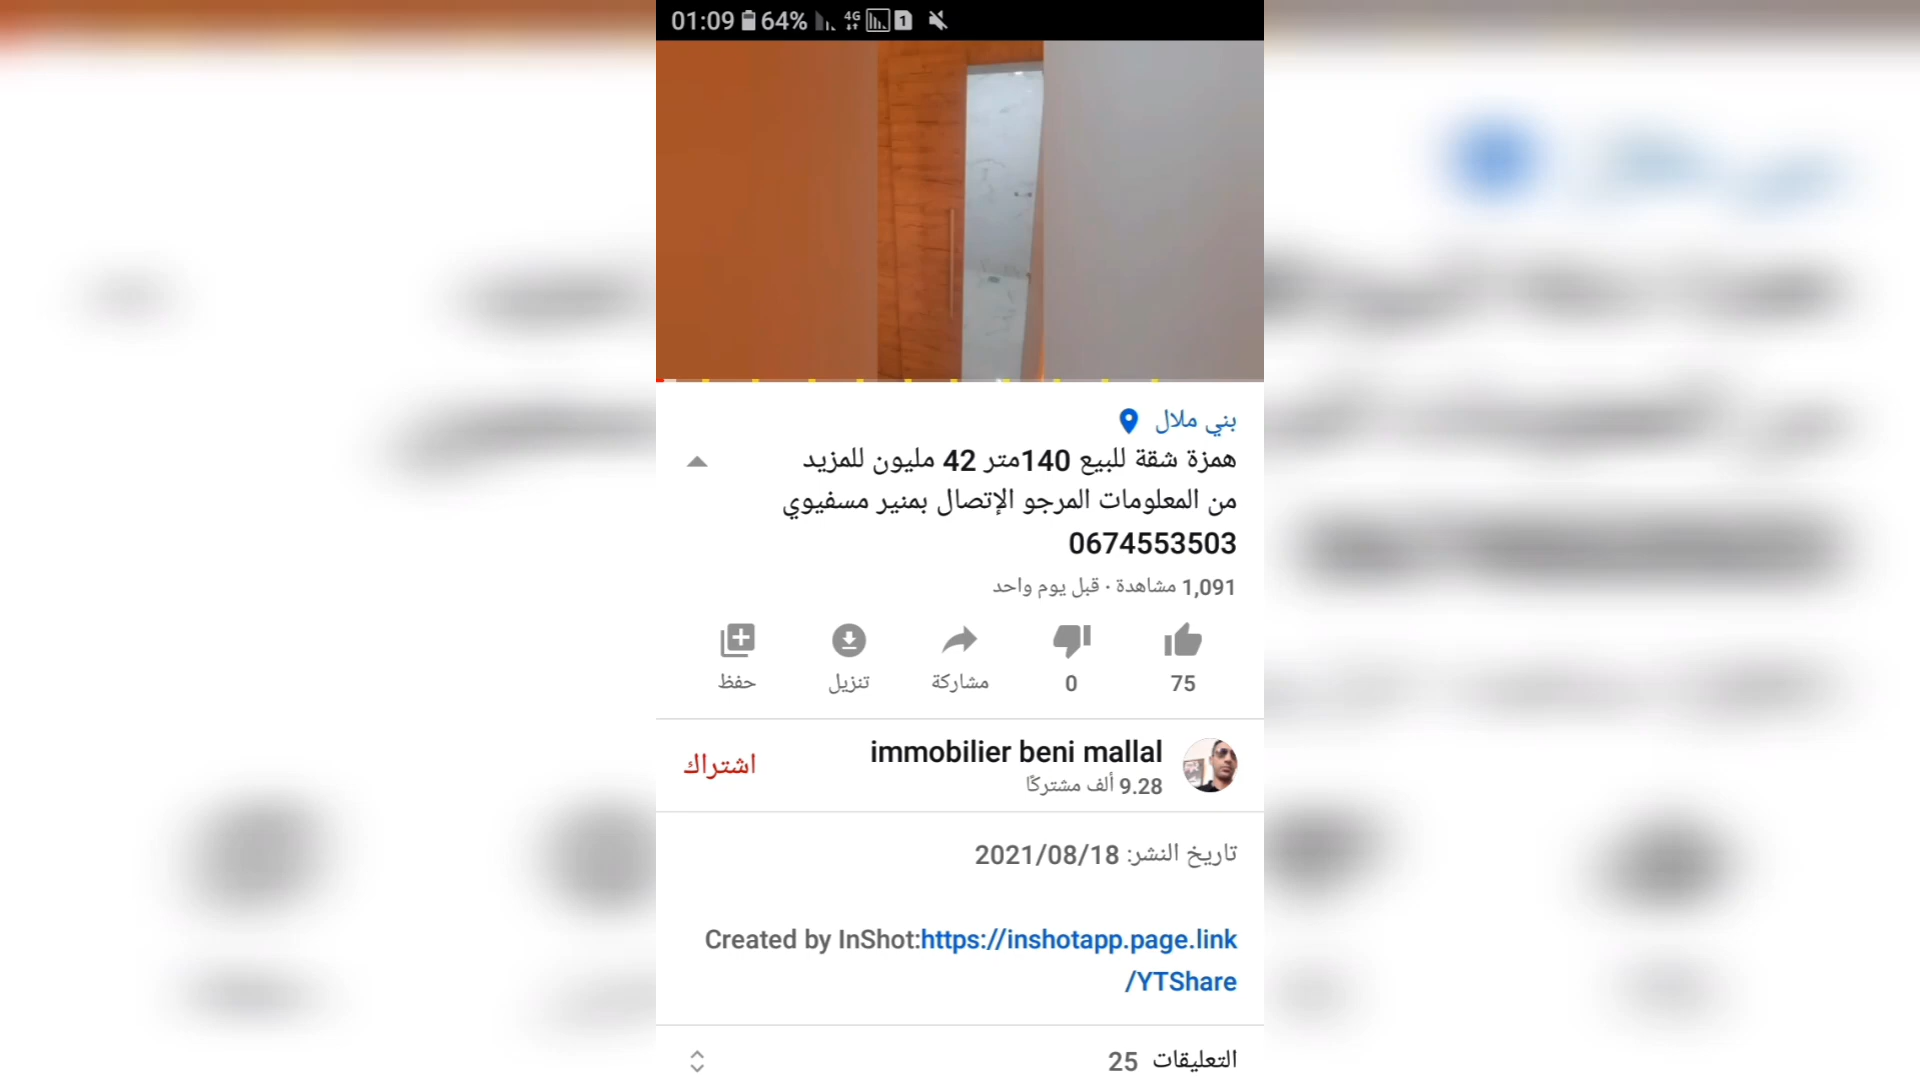 01:09 64% 4G 1
بني ملال
همزة شقة للبيع 140متر 42 مليون للمزيد
من المعلومات المرجو الإتصال بمنير مسفيوي
0674553503
1,091 مشاهدة · قبل يوم واحد
75
0
مشاركة
تنزيل
حفظ
immobilier beni mallal
9.28 ألف مشتركًا
اشتراك
تاريخ النشر: 2021/08/18
Created by InShot:https://inshotapp.page.link
/YTShare
التعليقات 25